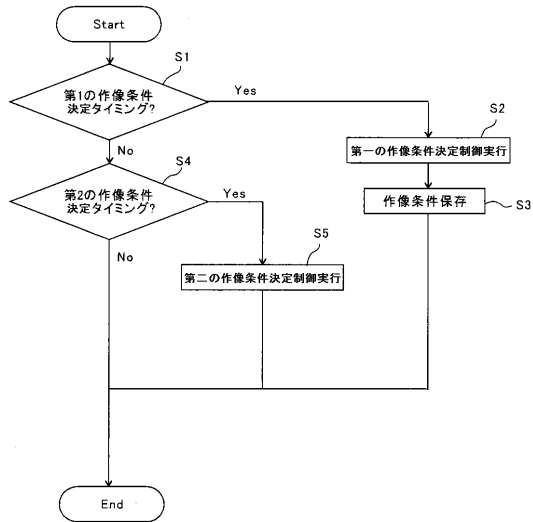 Start
S1
第1の作像条件
決定タイミング?
Yes
S2
第一の作像条件決定制御実行
No
S4
第2の作像条件
決定タイミング?
Yes
作像条件保存
S3
No
S5
第二の作像条件決定制御実行
End